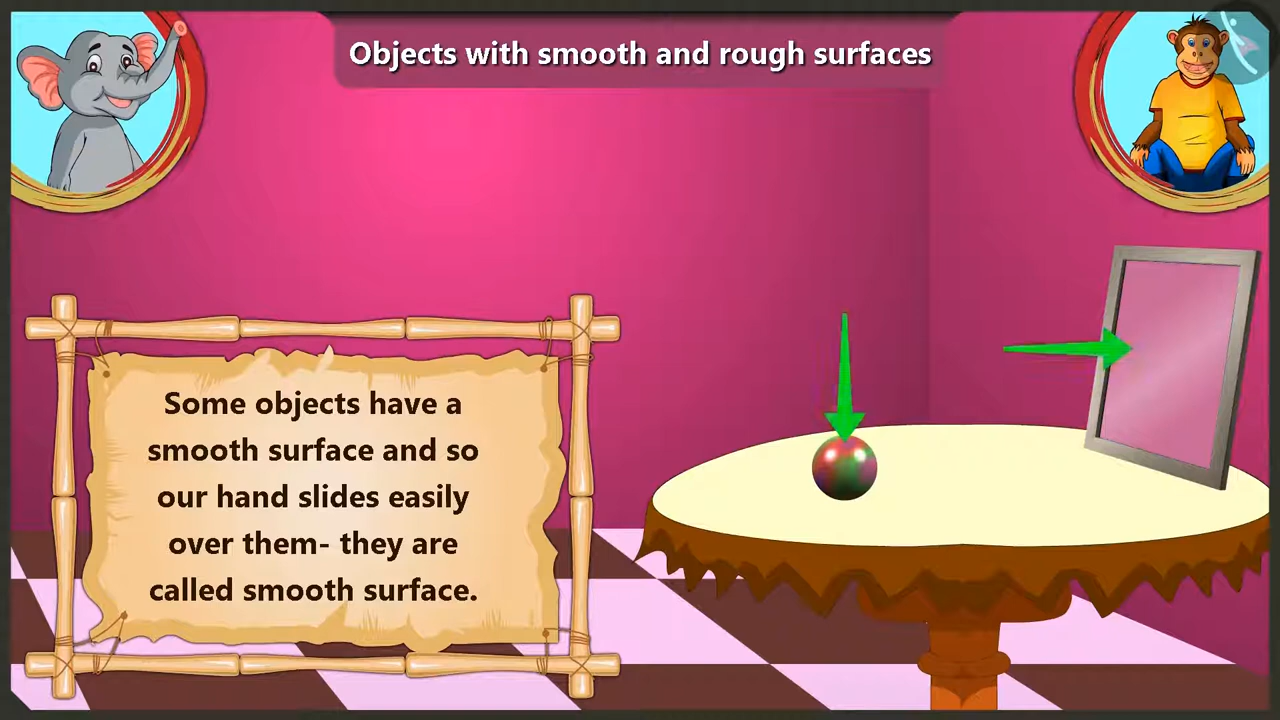 Objects with smooth and rough surfaces
Some objects have a
smooth surface and so
our hand slides easily
over them- they are
called smooth surface.